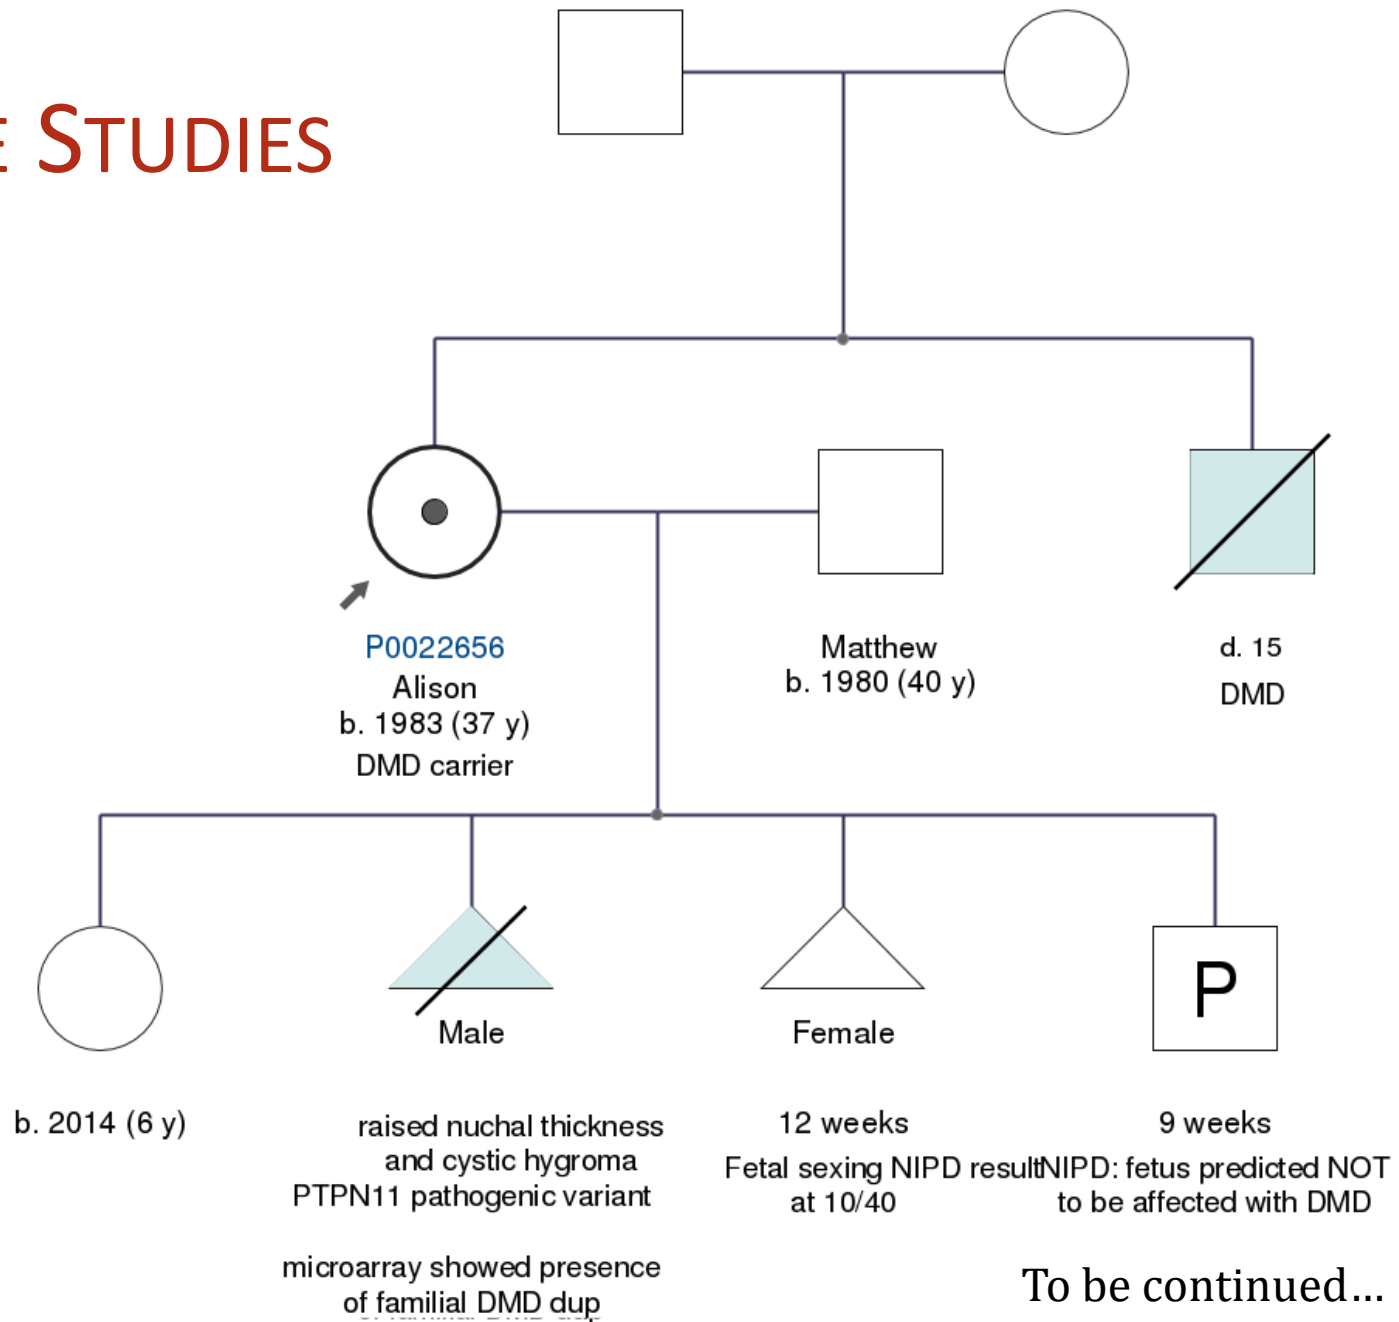 E STUDIES
P0022656
Alison
b. 1983 (37 y)
DMD carrier
Matthew
b. 1980 (40 y)
d. 15
DMD
P
Male
Female
b. 2014 (6 y)
raised nuchal thickness
and cystic hygroma
PTPN11 pathogenic variant
microarray showed presence
of familial DMD dup
12 weeks
Fetal sexing NIPD result
at 10/40
9 weeks
NIPD: fetus predicted NOT
to be affected with DMD
To be continued...